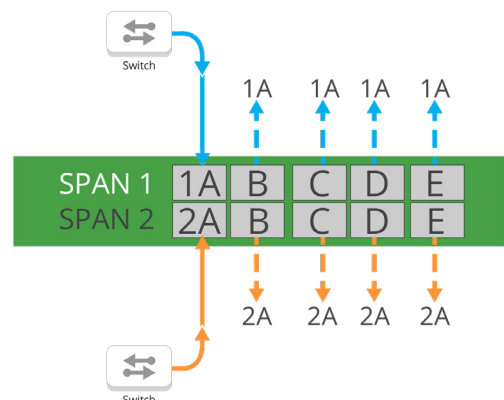 Switch
1A 1A 1A 1A
SPAN 1 1A B C D E
SPAN 2 2A B C D E
2A 2A 2A 2A
Switch